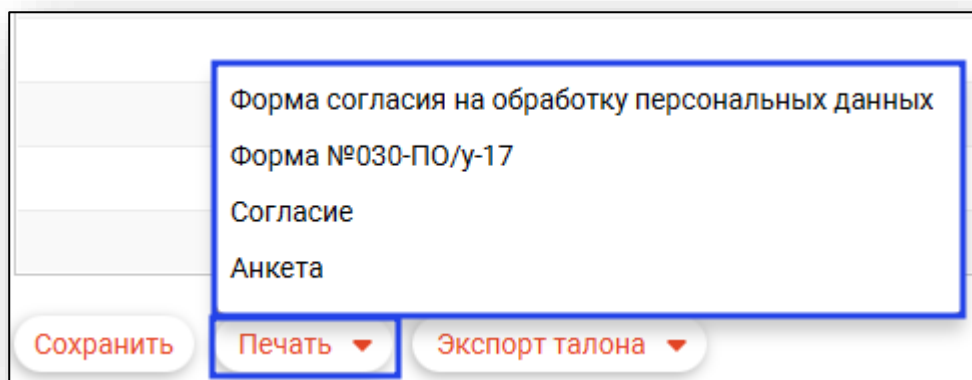 Форма согласия на обработку персональных данных
Форма №030-ПО/у-17
Согласие
Анкета
Сохранить Печать Экспорт талона